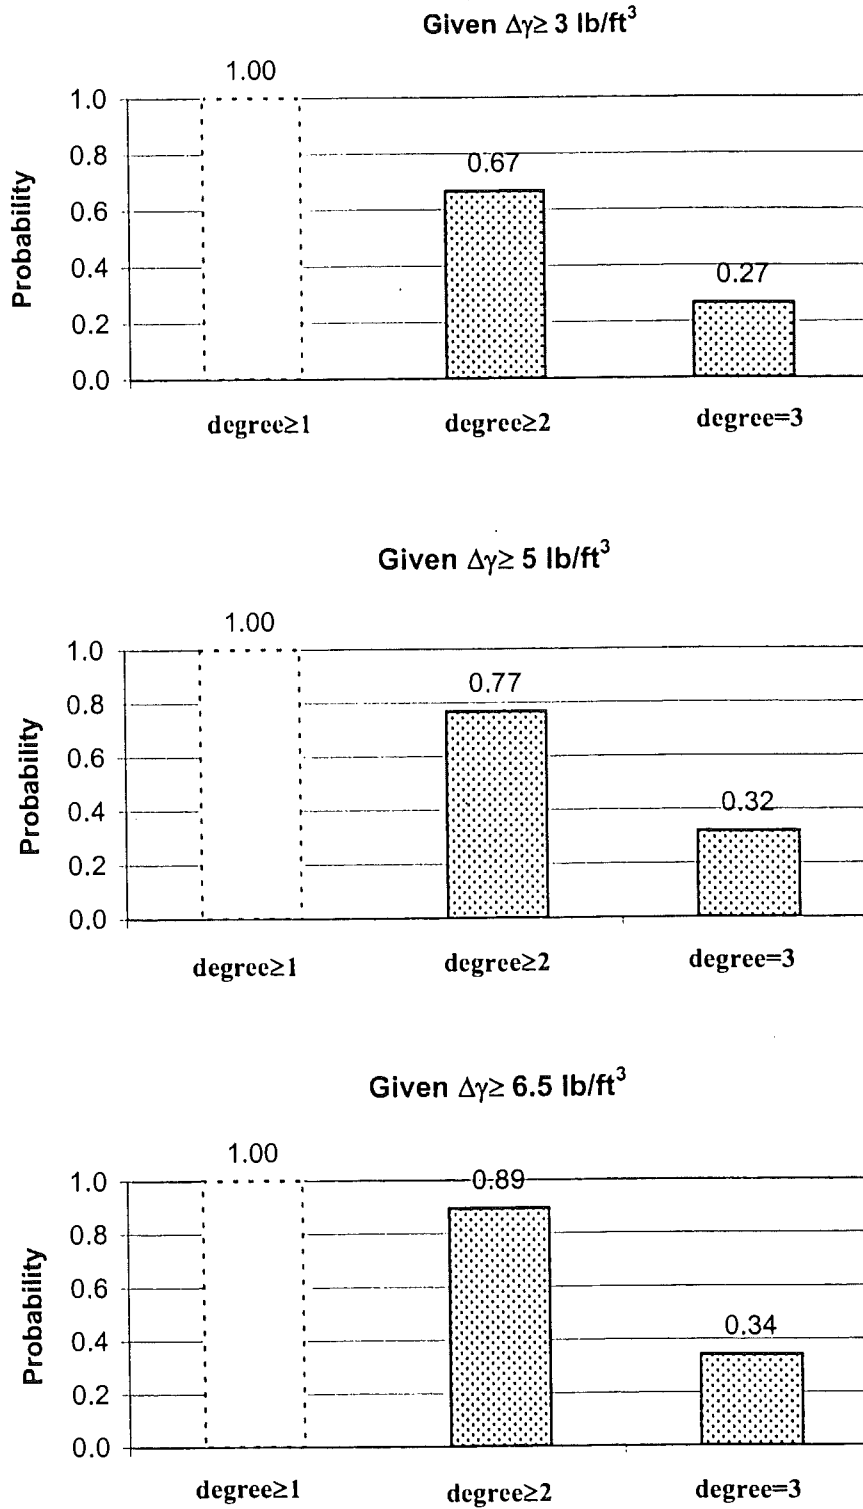 Given Δγ≥ 3 lb/ft³
1.00
1.0
0.67
0.8
0.6
0.27
0.4
0.2
0.0
Probability
degree≥1
degree≥2
degree=3
Given Δγ≥ 5 lb/ft³
1.00
1.0
0.77
0.8
0.6
0.32
0.4
0.2
0.0
Probability
degree≥1
degree≥2
degree=3
Given Δγ≥ 6.5 lb/ft³
1.00
1.0
0.89
0.8
0.6
0.34
0.4
0.2
0.0
Probability
degree≥1
degree≥2
degree=3